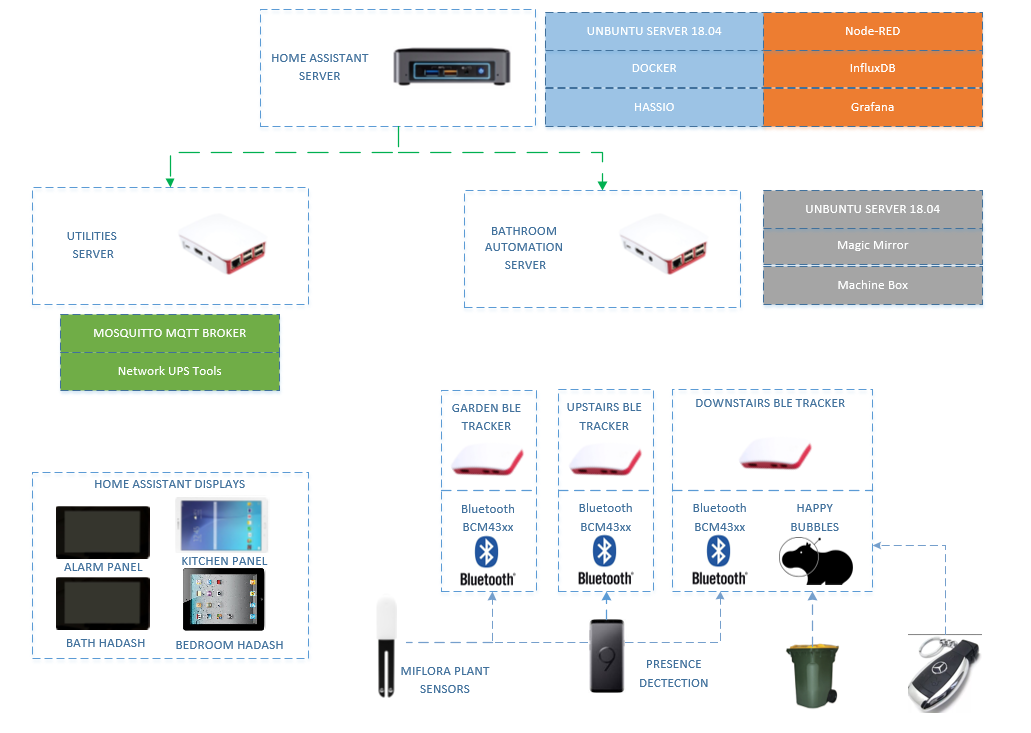 HOME ASSISTANT
SERVER
UNBUNTU SERVER 18.04
Node-RED
DOCKER
InfluxDB
HASSIO
Grafana
UTILITIES
SERVER
BATHROOM
AUTOMATION
SERVER
UNBUNTU SERVER 18.04
Magic Mirror
Machine Box
MOSQUITTO MQTT BROKER
Network UPS Tools
GARDEN BLE
TRACKER
UPSTAIRS BLE
TRACKER
DOWNSTAIRS BLE TRACKER
Bluetooth
BCM43xx
Bluetooth
Bluetooth
BCM43xx
Bluetooth
Bluetooth
BCM43xx
Bluetooth
HAPPY
BUBBLES
HOME ASSISTANT DISPLAYS
ALARM PANEL
KITCHEN PANEL
BATH HADASH
BEDROOM HADASH
MIFLORA PLANT
SENSORS
9
PRESENCE
DECTECTION